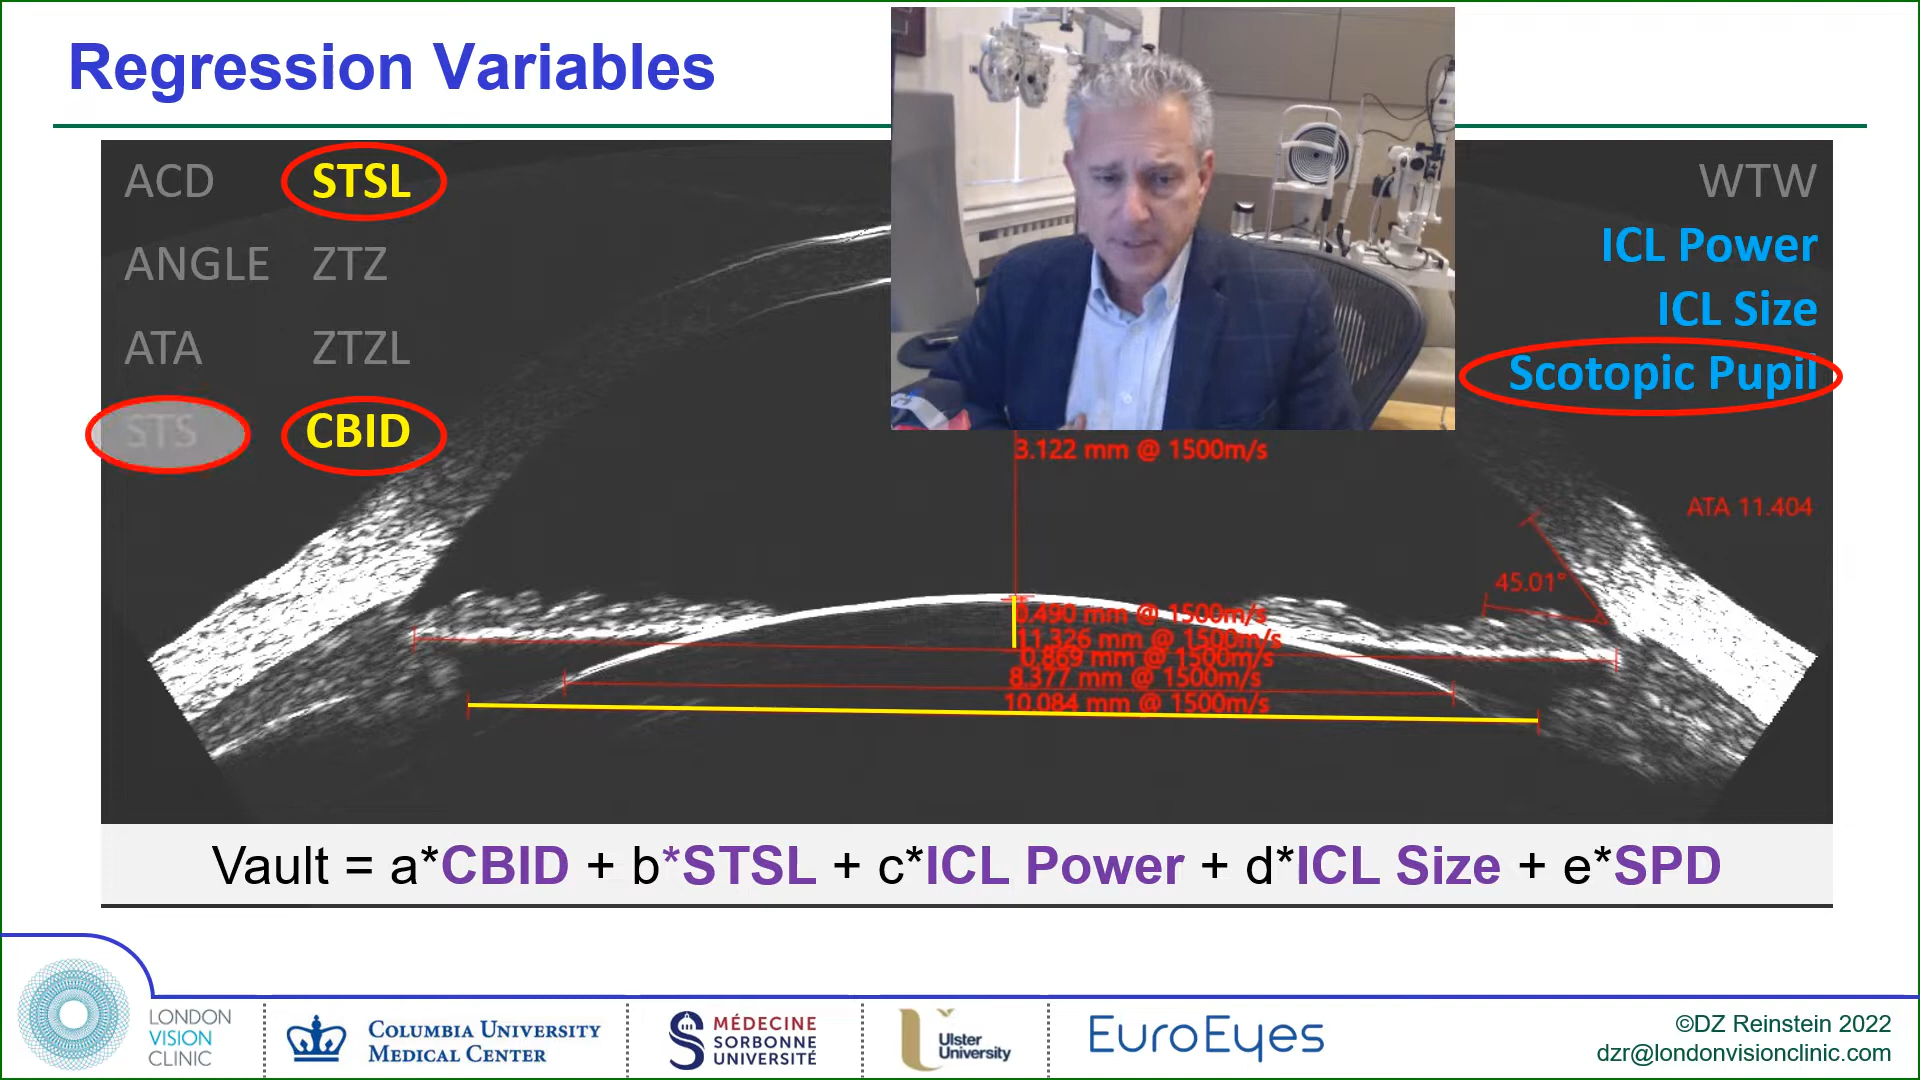 Regression Variables
ACD STSL
ANGLE ZTZ
ATA ZTZL
STS CBID
WTW
ICL Power
ICL Size
Scotopic Pupil
3.122 mm @ 1500m/s
ATA 11.404
45.01°
0.490 mm @ 1500m/s
11.326 mm @ 1500m/s
0.869 mm @ 1500m/s
8.377 mm @ 1500m/s
10.084 mm @ 1500m/s
Vault = a*CBID + b*STSL + c*ICL Power + d*ICL Size + e*SPD
LONDON
VISION
CLINIC
COLUMBIA UNIVERSITY
MEDICAL CENTER
MÉDECINE
SORBONNE
UNIVERSITÉ
Ulster
University
EuroEyes
©DZ Reinstein 2022
dzr@londonvisionclinic.com